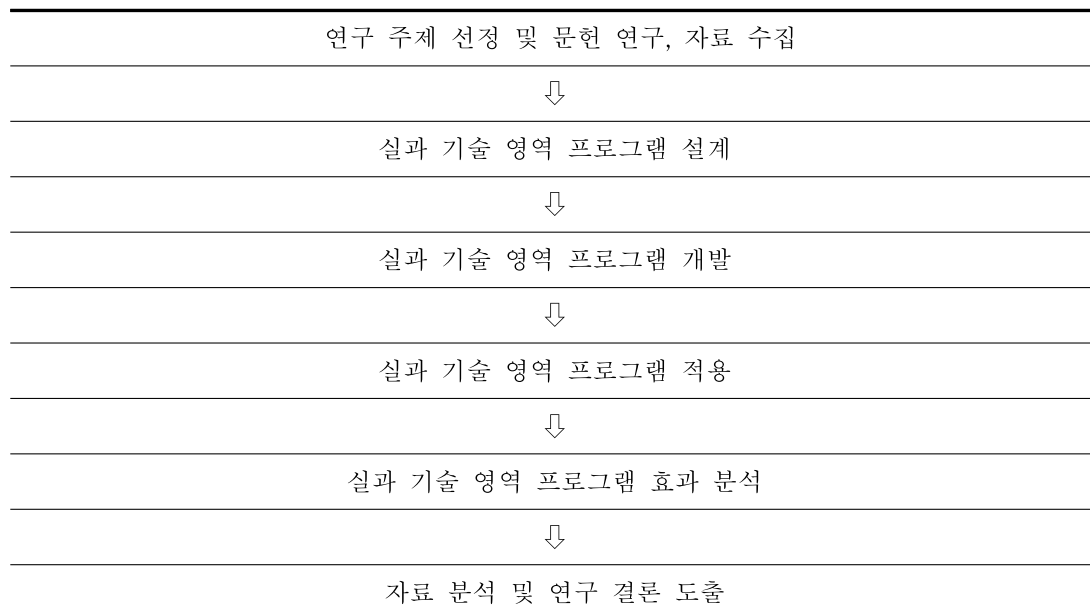 연구 주제 선정 및 문헌 연구, 자료 수집
⇩
실과 기술 영역 프로그램 설계
⇩
실과 기술 영역 프로그램 개발
⇩
실과 기술 영역 프로그램 적용
⇩
실과 기술 영역 프로그램 효과 분석
⇩
자료 분석 및 연구 결론 도출